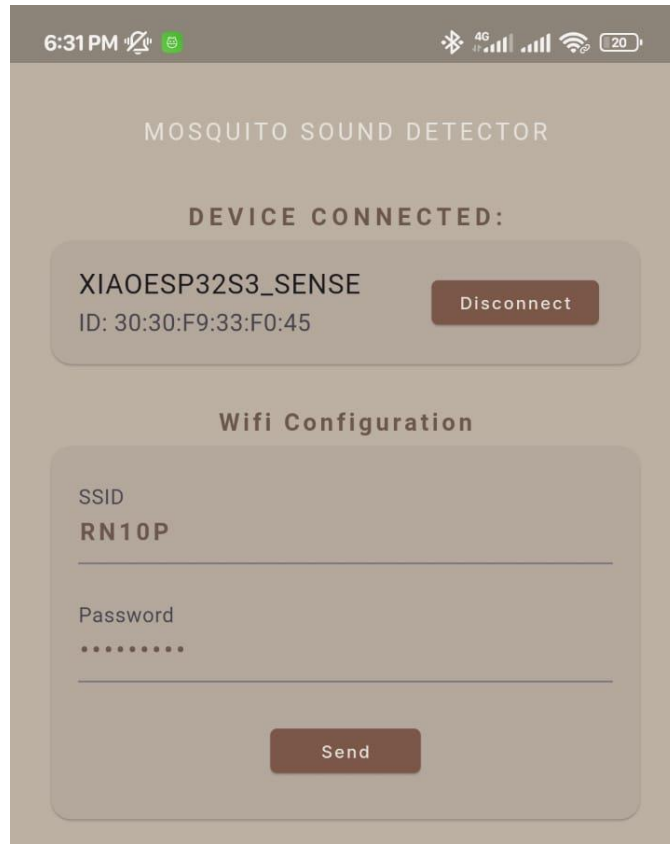 6:31 PM
4G
20
MOSQUITO SOUND DETECTOR
DEVICE CONNECTED:
XIAOESP32S3_SENSE
Disconnect
ID: 30:30:F9:33:F0:45
Wifi Configuration
SSID
RN10P
Password
•••••••••
Send